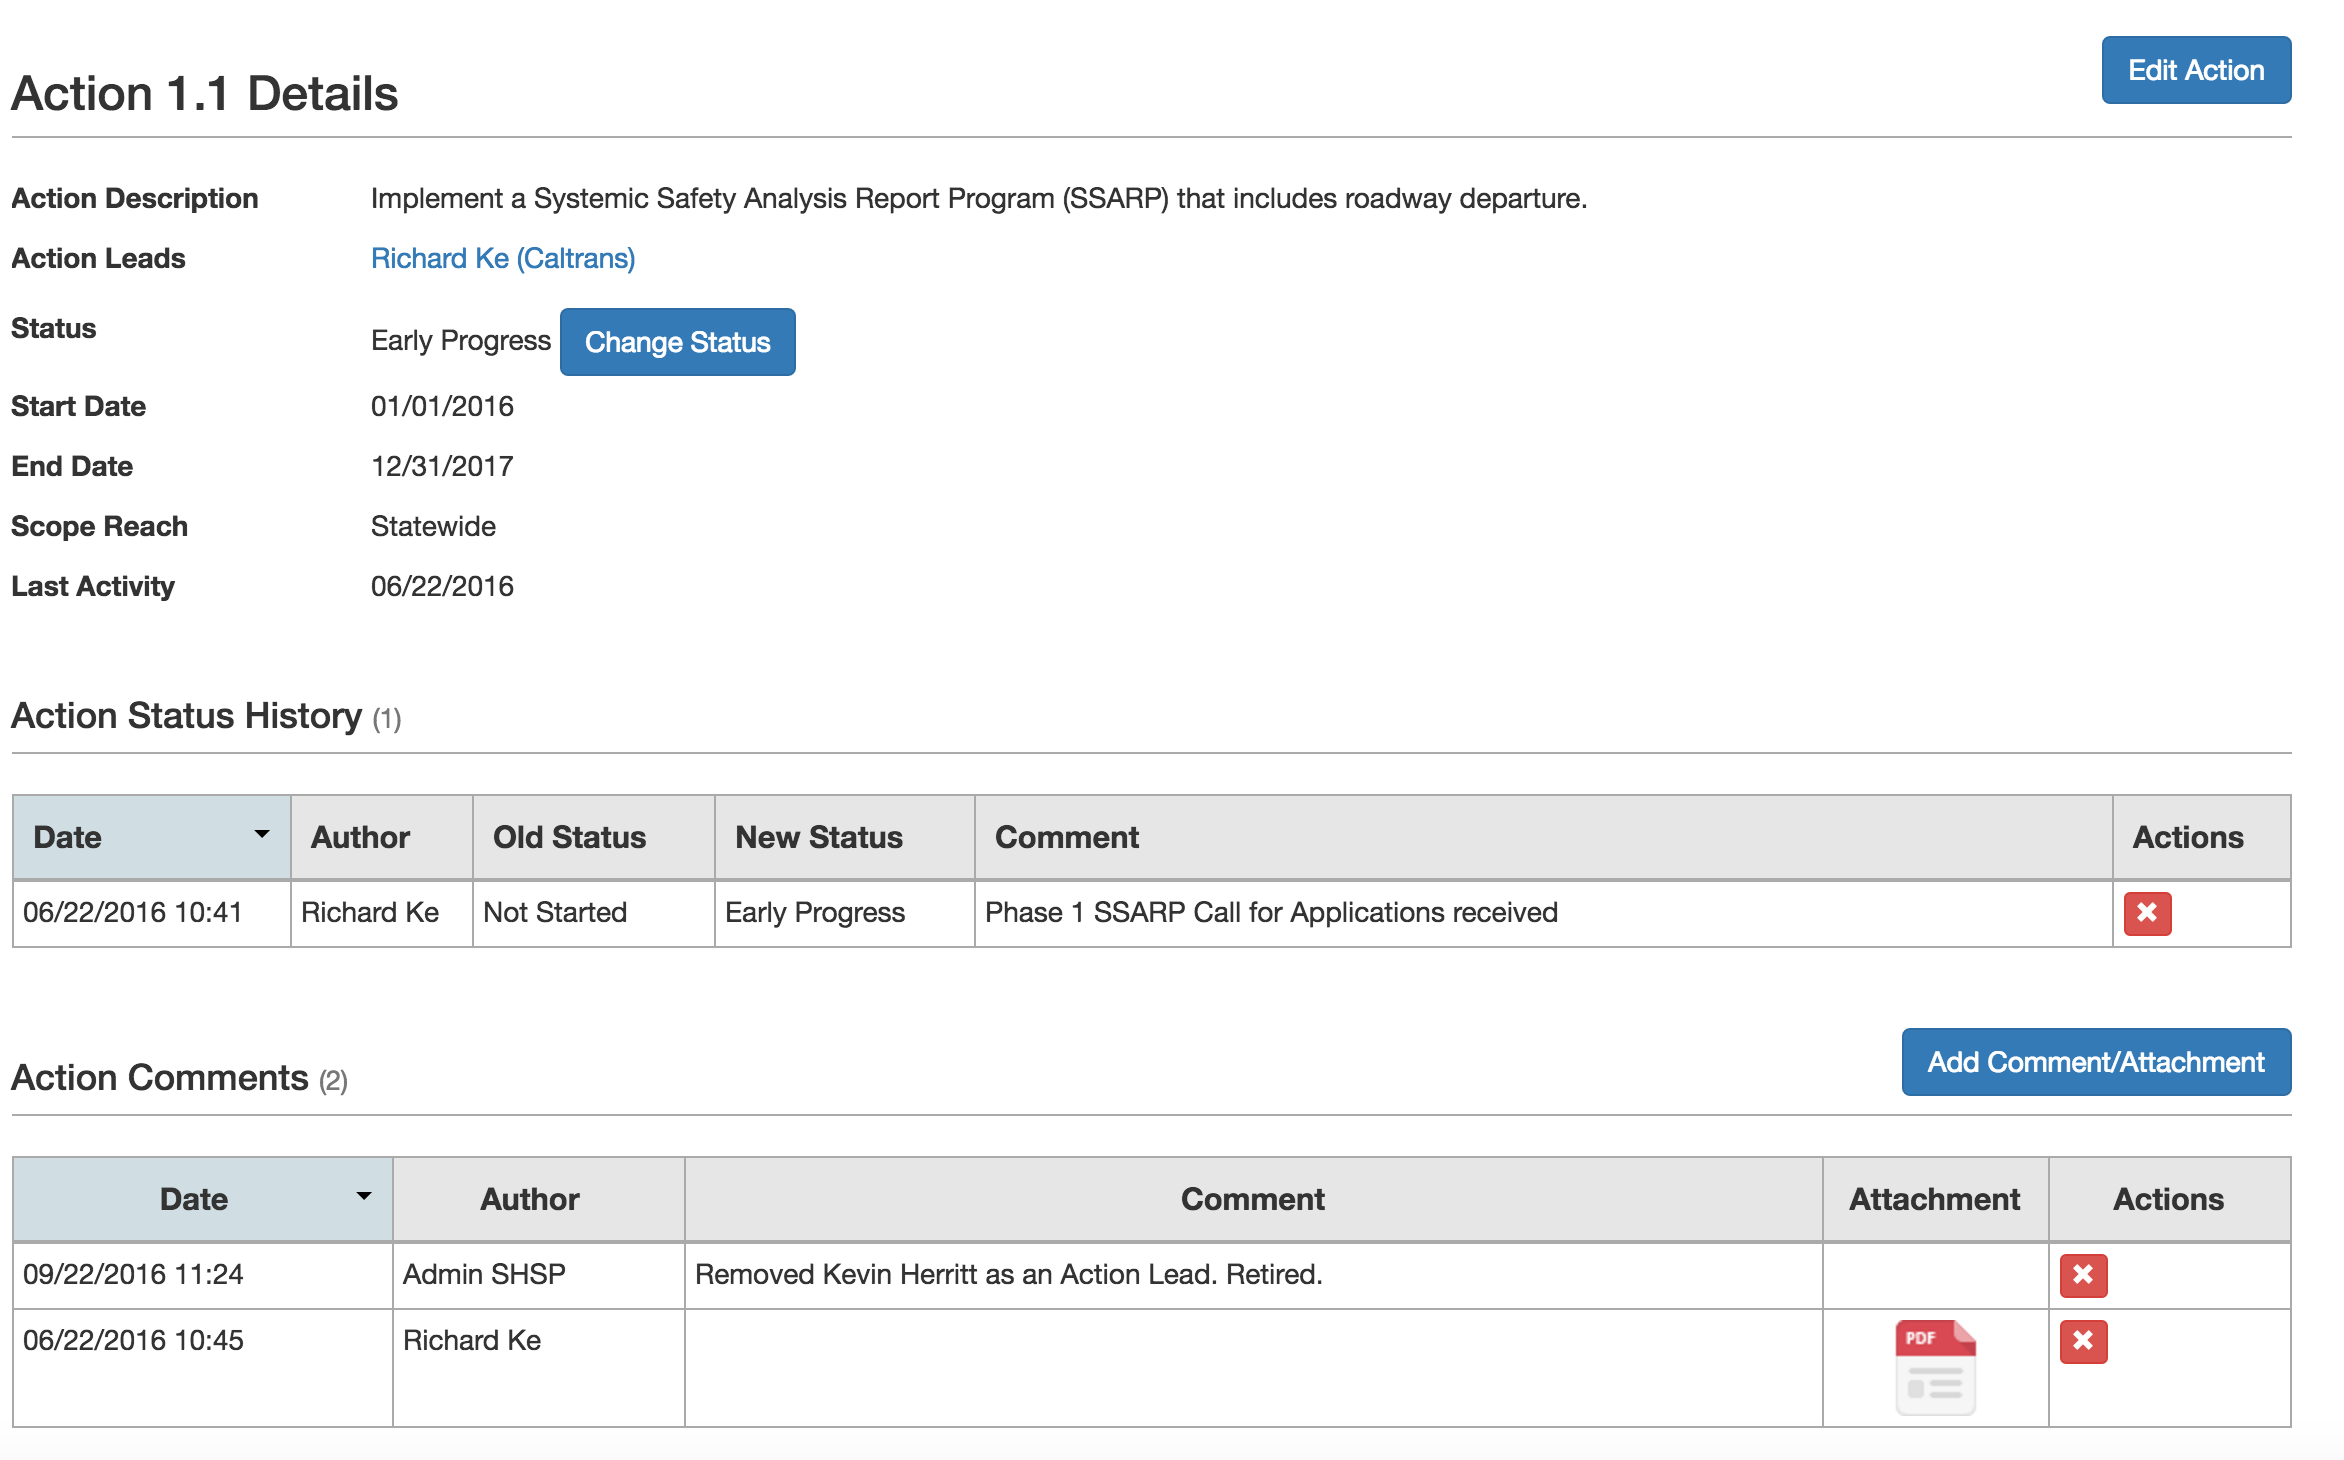 Edit Action
Action 1.1 Details
Action Description Implement a Systemic Safety Analysis Report Program (SSARP) that includes roadway departure.
Action Leads Richard Ke (Caltrans)
Status Early Progress Change Status
Start Date 01/01/2016
End Date 12/31/2017
Scope Reach Statewide
Last Activity 06/22/2016
Action Status History (1)
Date Author Old Status New Status Comment Actions
06/22/2016 10:41 Richard Ke Not Started Early Progress Phase 1 SSARP Call for Applications received
Add Comment/Attachment
Action Comments (2)
Date Author Comment Attachment Actions
09/22/2016 11:24 Admin SHSP Removed Kevin Herritt as an Action Lead. Retired.
06/22/2016 10:45 Richard Ke PDF